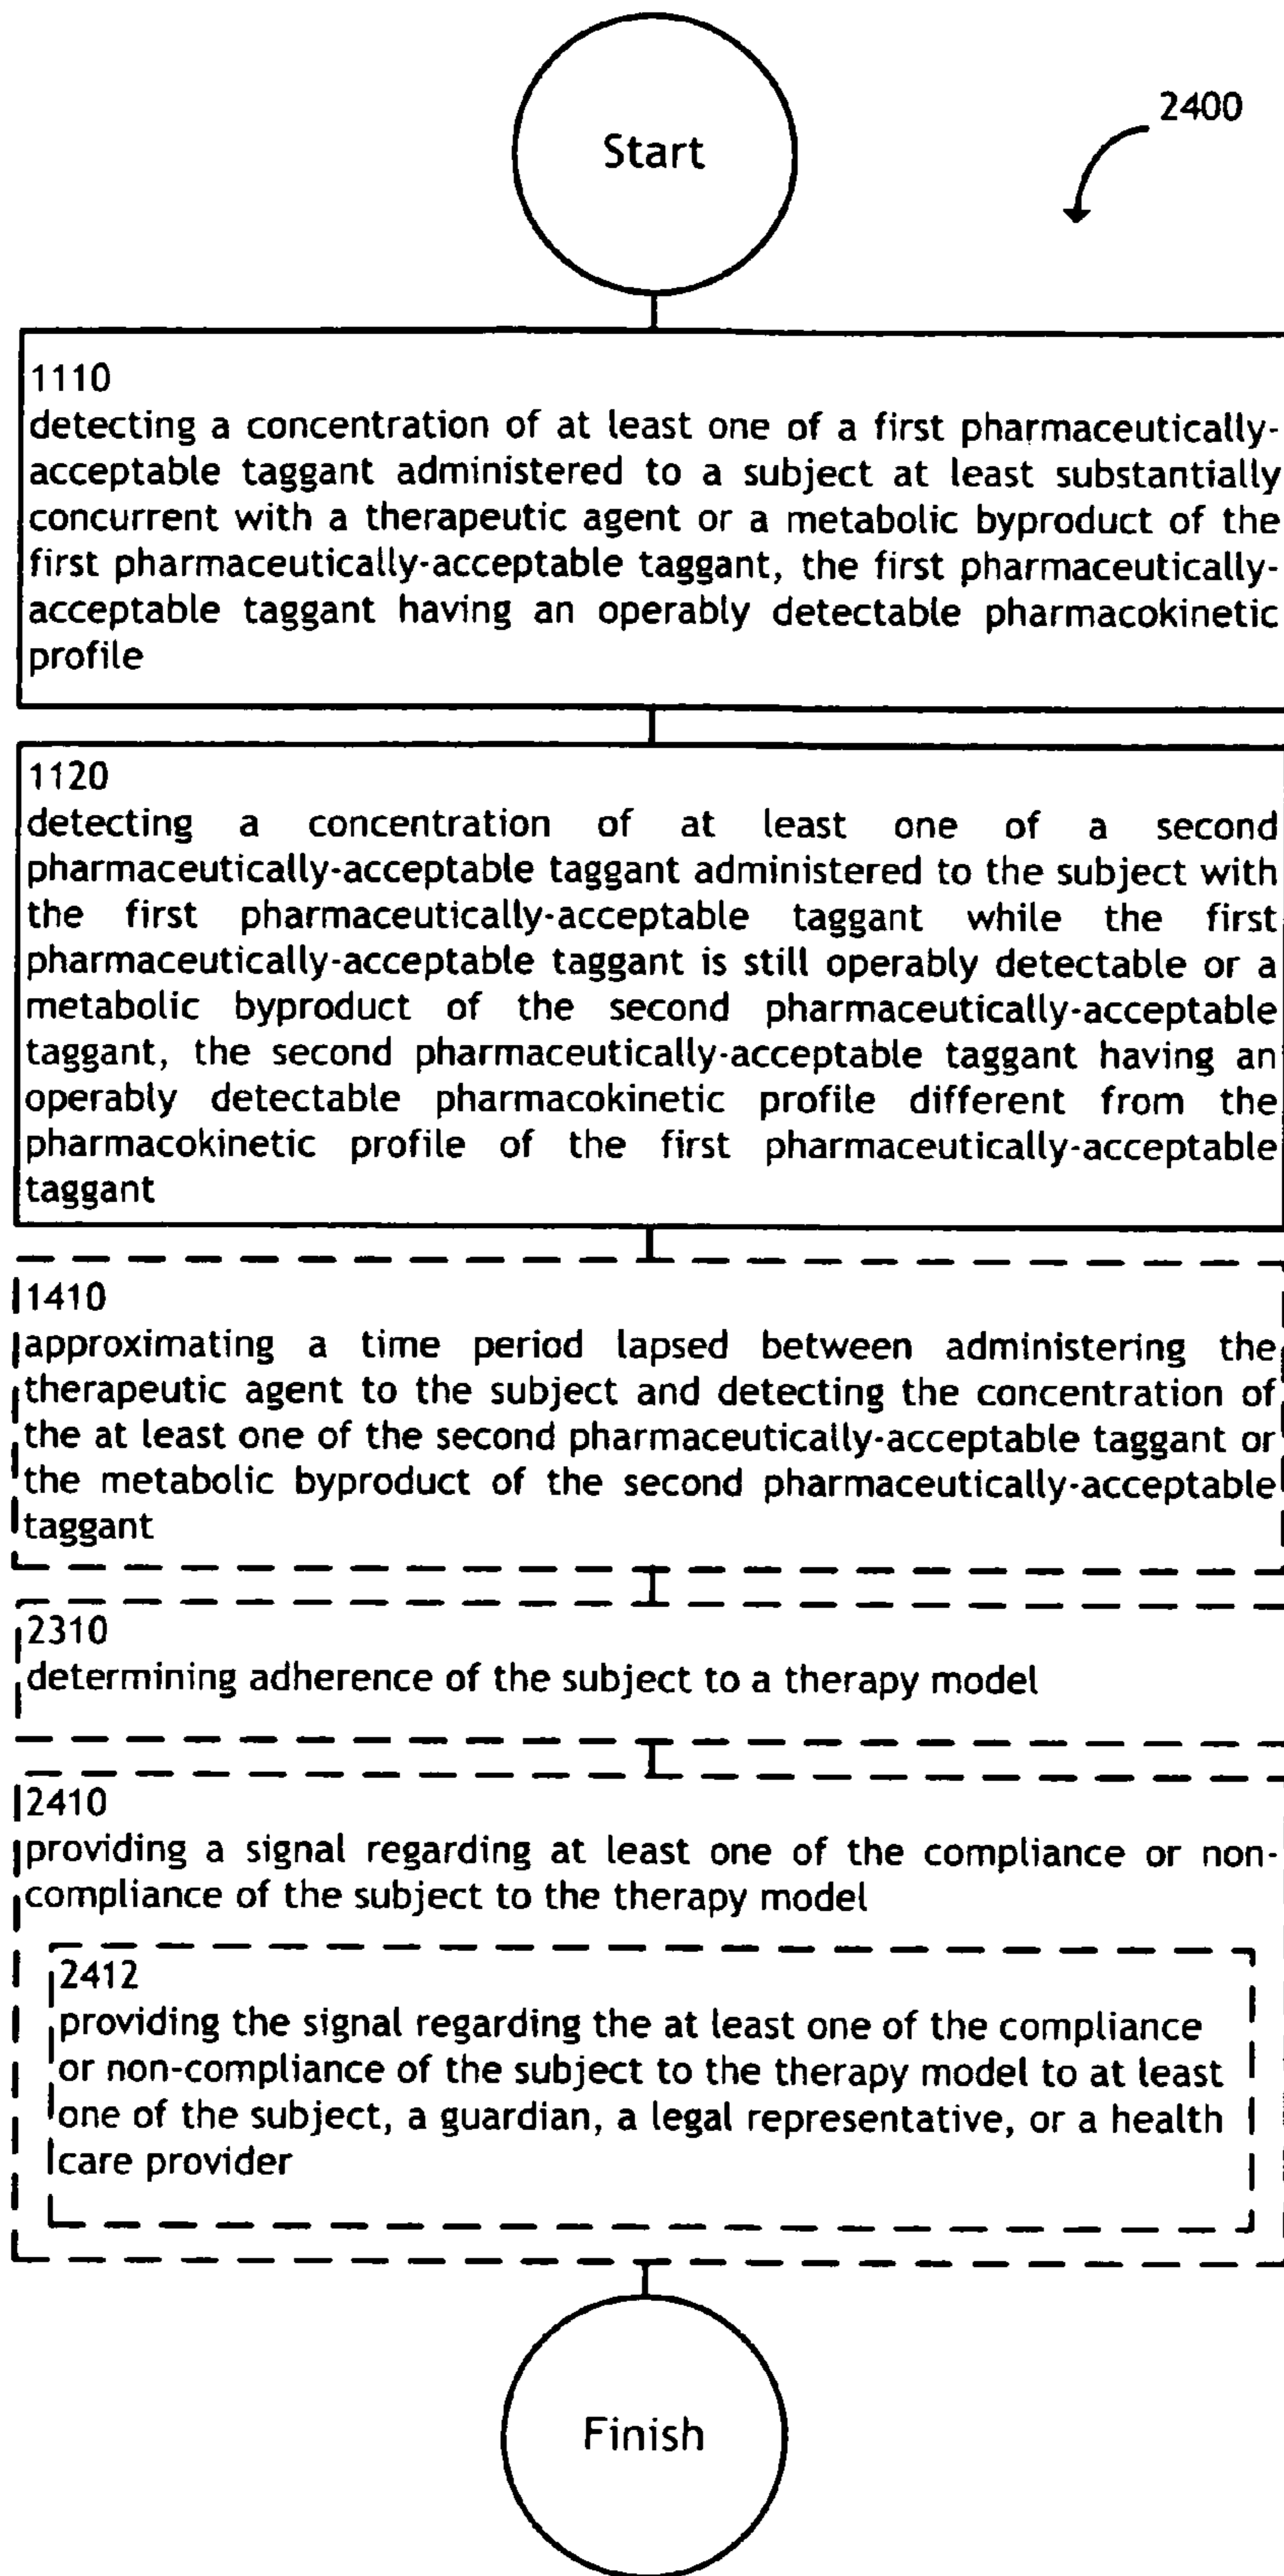 Start
2400
1110
detecting a concentration of at least one of a first pharmaceutically-
acceptable taggant administered to a subject at least substantially
concurrent with a therapeutic agent or a metabolic byproduct of the
first pharmaceutically-acceptable taggant, the first pharmaceutically-
acceptable taggant having an operably detectable pharmacokinetic
profile
1120
detecting a concentration of at least one of a second
pharmaceutically-acceptable taggant administered to the subject with
the first pharmaceutically-acceptable taggant while the first
pharmaceutically-acceptable taggant is still operably detectable or a
metabolic byproduct of the second pharmaceutically-acceptable
taggant, the second pharmaceutically-acceptable taggant having an
operably detectable pharmacokinetic profile different from the
pharmacokinetic profile of the first pharmaceutically-acceptable
taggant
1410
approximating a time period lapsed between administering the
therapeutic agent to the subject and detecting the concentration of
the at least one of the second pharmaceutically-acceptable taggant or
the metabolic byproduct of the second pharmaceutically-acceptable
taggant
2310
determining adherence of the subject to a therapy model
2410
providing a signal regarding at least one of the compliance or non-
compliance of the subject to the therapy model
2412
providing the signal regarding the at least one of the compliance
or non-compliance of the subject to the therapy model to at least
one of the subject, a guardian, a legal representative, or a health
care provider
Finish